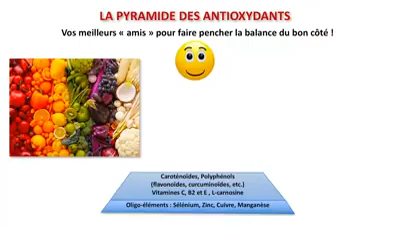 LA PYRAMIDE DES ANTIOXYDANTS
Vos meilleurs « amis » pour faire pencher la balance du bon côté !
Caroténoïdes, Polyphénols
(flavonoïdes, curcuminoïdes, etc.)
Vitamines C, B2 et E , L-carnosine
Oligo-éléments : Sélénium, Zinc, Cuivre, Manganèse